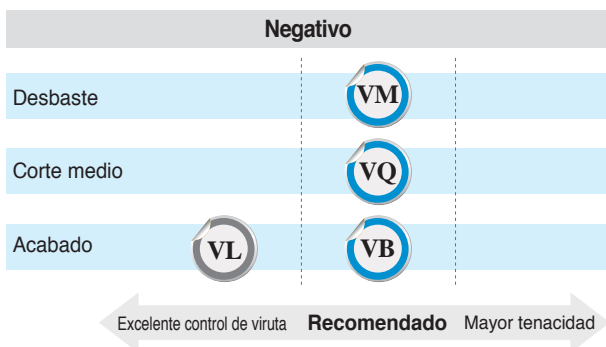 Negativo
Desbaste VM
Corte medio VQ
Acabado VL VB
Excelente control de viruta Recomendado Mayor tenacidad